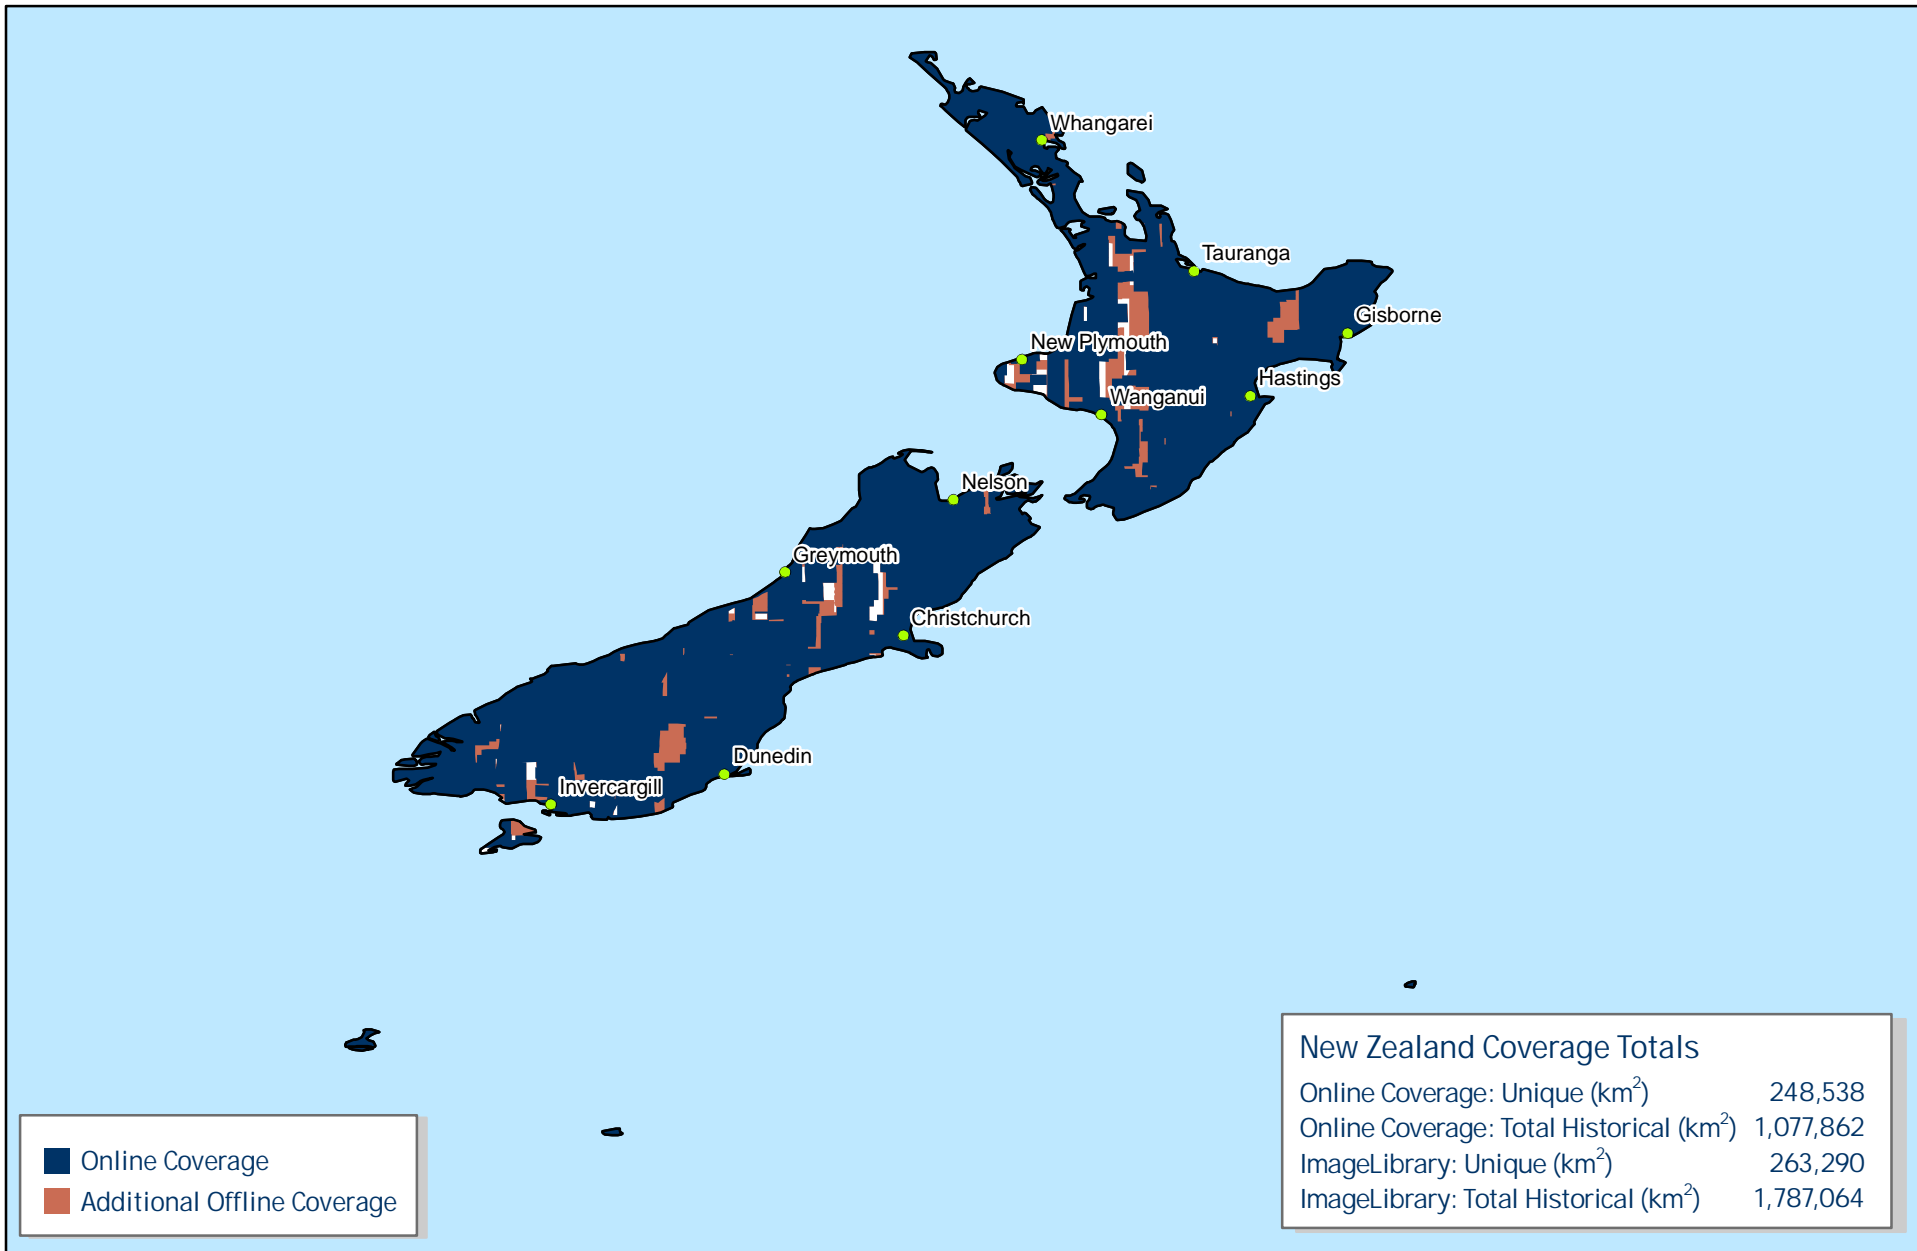 Whangarei
Tauranga
Gisborne
New Plymouth
Hastings
Wanganui
Nelson
Greymouth
Christchurch
Dunedin
Invercargill
New Zealand Coverage Totals
Online Coverage: Unique (km²) 248,538
Online Coverage: Total Historical (km²) 1,077,862
ImageLibrary: Unique (km²) 263,290
ImageLibrary: Total Historical (km²) 1,787,064
Online Coverage
Additional Offline Coverage